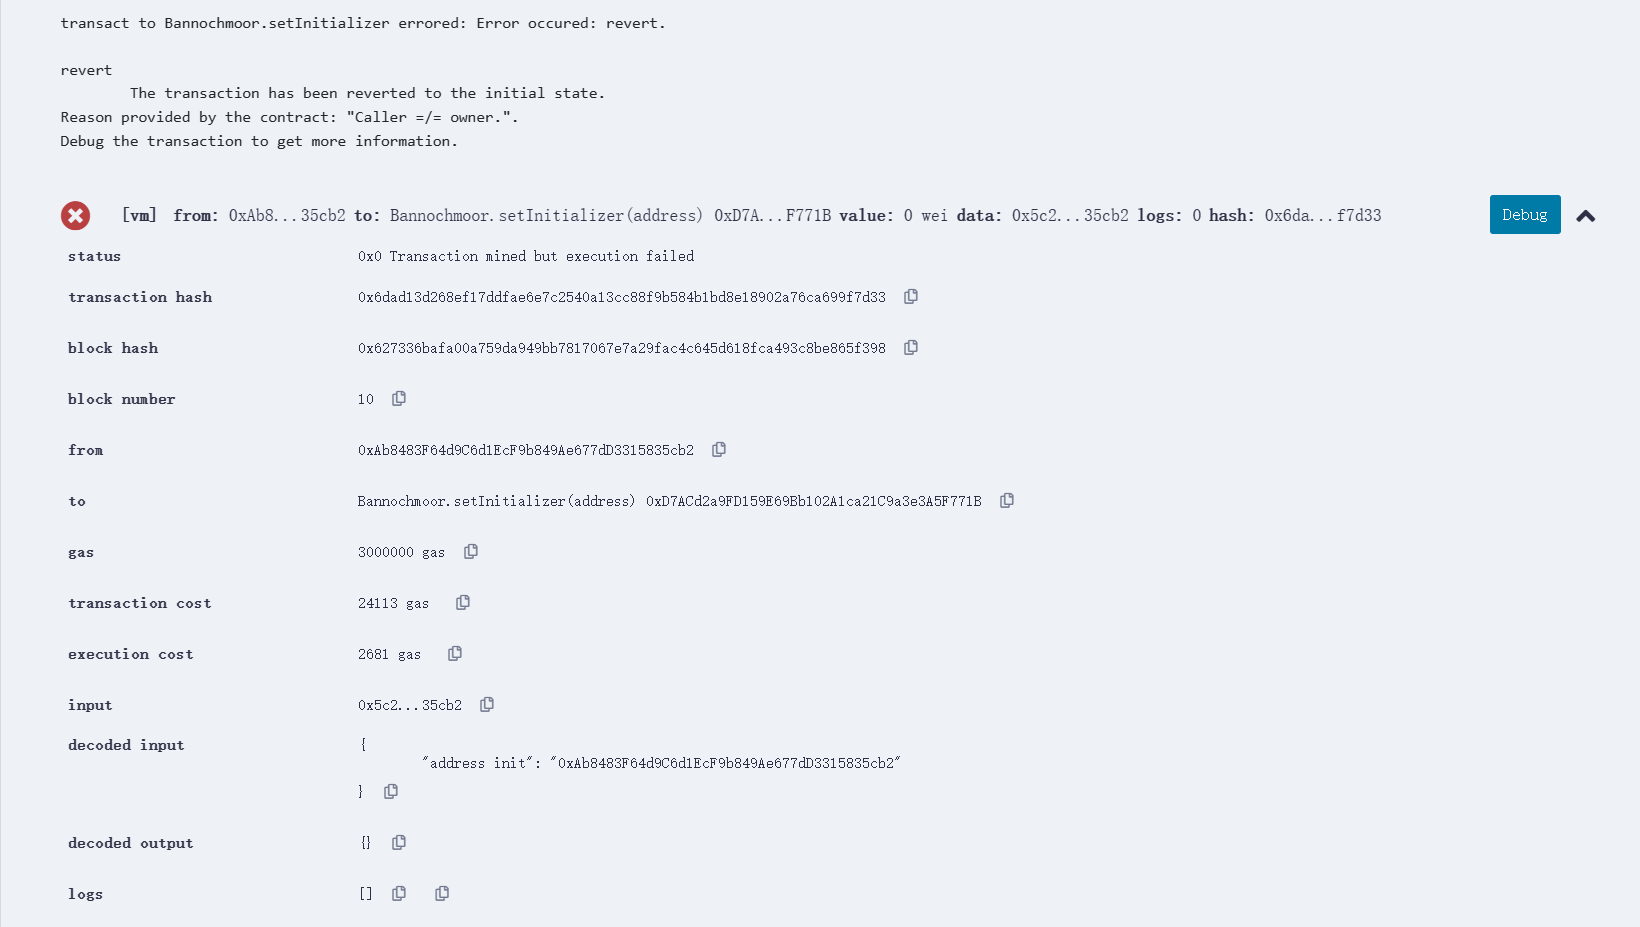 transact to Bannochmoor.setInitializer errored: Error occured: revert.
revert
The transaction has been reverted to the initial state.
Reason provided by the contract: "Caller =/= owner.".
Debug the transaction to get more information.
[vm] from: 0xAb8...35cb2 to: Bannochmoor.setInitializer(address) 0xD7A...F771B value: 0 wei data: 0x5c2...35cb2 logs: 0 hash: 0x6da...f7d33 Debug
status 0x0 Transaction mined but execution failed
transaction hash 0x6dad13d268ef17ddfae6e7c2540a13cc88f9b584b1bd8e18902a76ca699f7d33
block hash 0x627336bafa00a759da949bb7817067e7a29fac4c645d618fca493c8be865f398
block number 10
from 0xAb8483F64d9C6d1EcF9b849Ae677dD3315835cb2
to Bannochmoor.setInitializer(address) 0xD7ACd2a9FD159E69Bb102A1ca21C9a3e3A5F771B
gas 3000000 gas
transaction cost 24113 gas
execution cost 2681 gas
input 0x5c2...35cb2
decoded input {
"address init": "0xAb8483F64d9C6d1EcF9b849Ae677dD3315835cb2"
}
decoded output {}
logs []